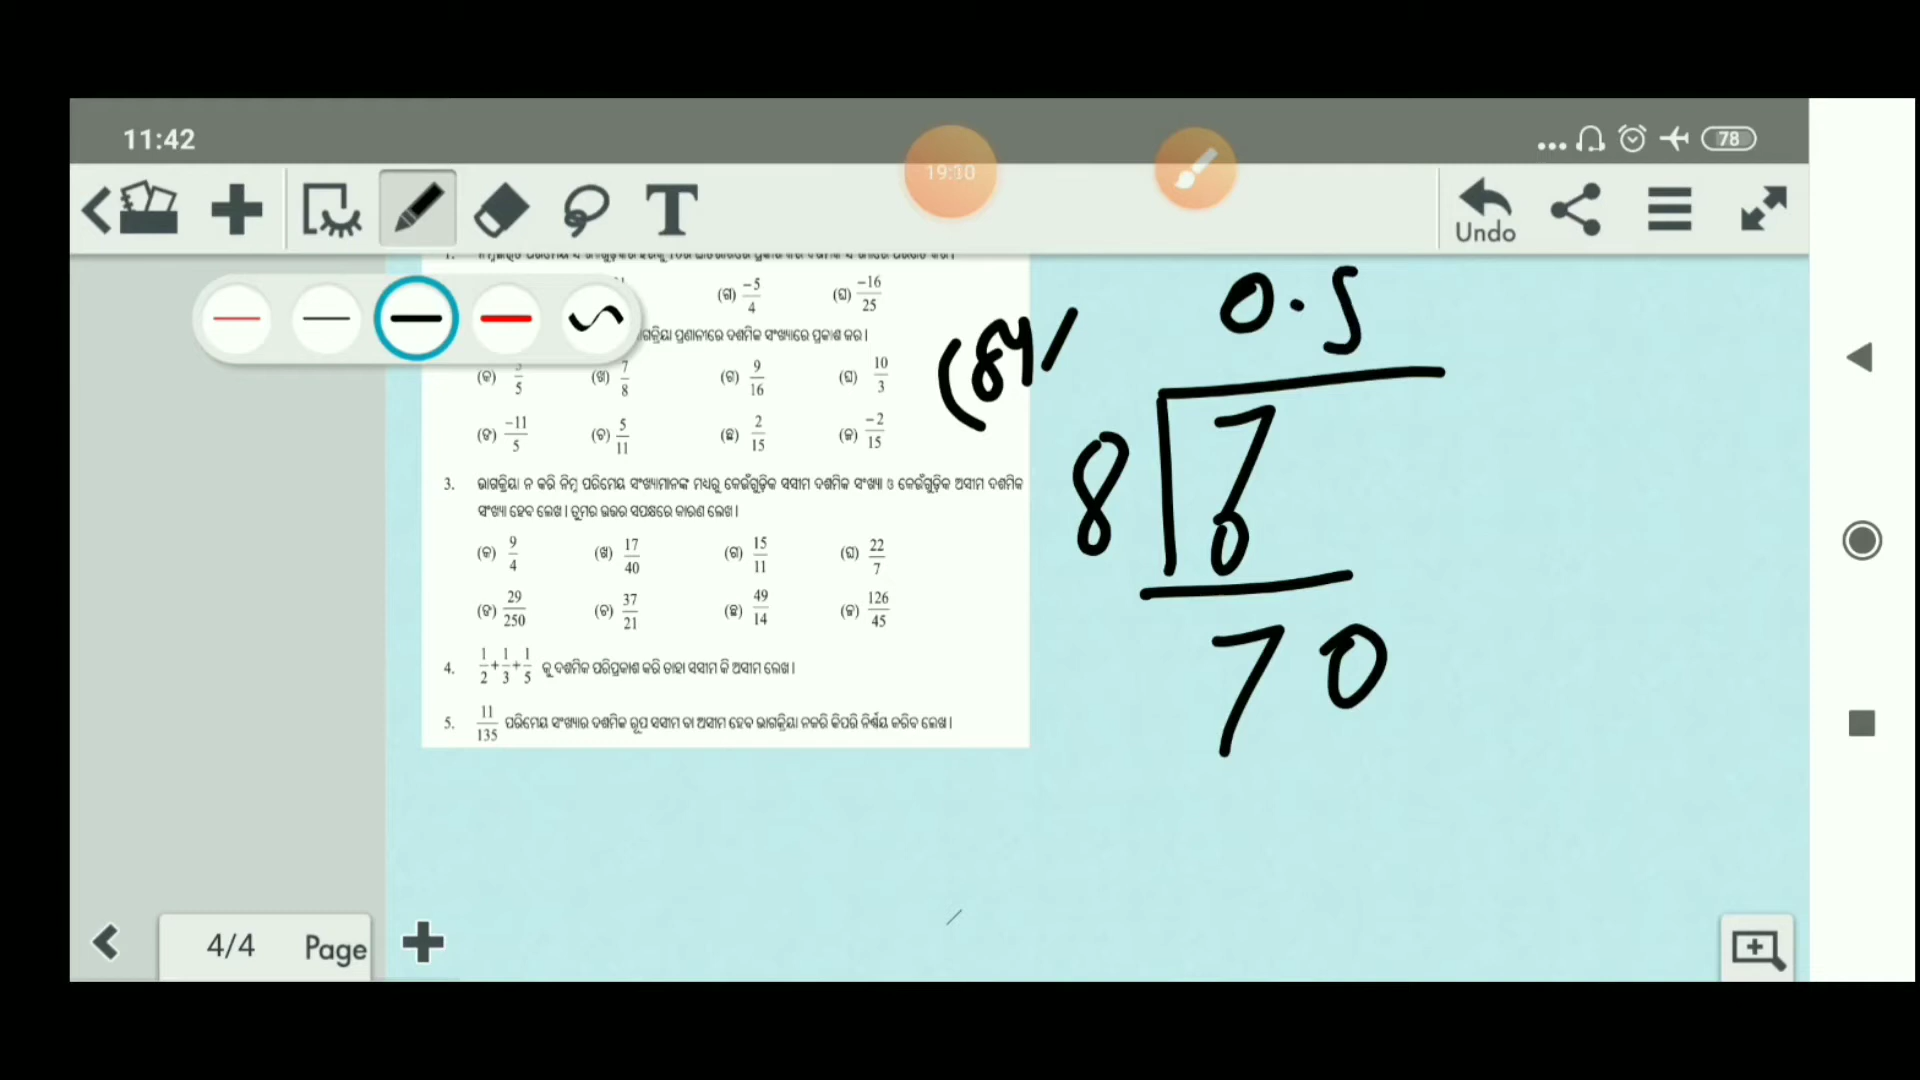 11:42
78
19:10
Undo
(ଗ) -5/4 (ଘ) -16/25
ପ୍ରଣାଳୀରେ ଦଶମିକ ସଂଖ୍ୟାରେ ପ୍ରକାଶ କର।
(କ) /5 (ଖ) 7/8 (ଗ) 9/16 (ଘ) 10/3
(ଙ) -11/5 (ଚ) 5/11 (ଛ) 2/15 (ଜ) -2/15
3. ଭାଗକ୍ରିୟା ନ କରି ନିମ୍ନ ପରିମେୟ ସଂଖ୍ୟାମାନଙ୍କ ମଧ୍ୟରୁ କେଉଁଗୁଡ଼ିକ ସସୀମ ଦଶମିକ ସଂଖ୍ୟା ଓ କେଉଁଗୁଡ଼ିକ ଅସୀମ ଦଶମିକ
ସଂଖ୍ୟା ହେବ ଲେଖ। ତୁମର ଉତ୍ତର ସପକ୍ଷରେ କାରଣ ଲେଖ।
(କ) 9/4 (ଖ) 17/40 (ଗ) 15/11 (ଘ) 22/7
(ଙ) 29/250 (ଚ) 37/21 (ଛ) 49/14 (ଜ) 126/45
4. 1/2+1/3+1/5 କୁ ଦଶମିକ ପରିପ୍ରକାଶ କରି ତାହା ସସୀମ କି ଅସୀମ ଲେଖ।
5. 11/135 ପରିମେୟ ସଂଖ୍ୟାର ଦଶମିକ ରୂପ ସସୀମ ବା ଅସୀମ ହେବ ଭାଗକ୍ରିୟା ନକରି କିପରି ନିର୍ଣ୍ଣୟ କରିବ ଲେଖ।
0.5
8 7
0
70
4/4 Page